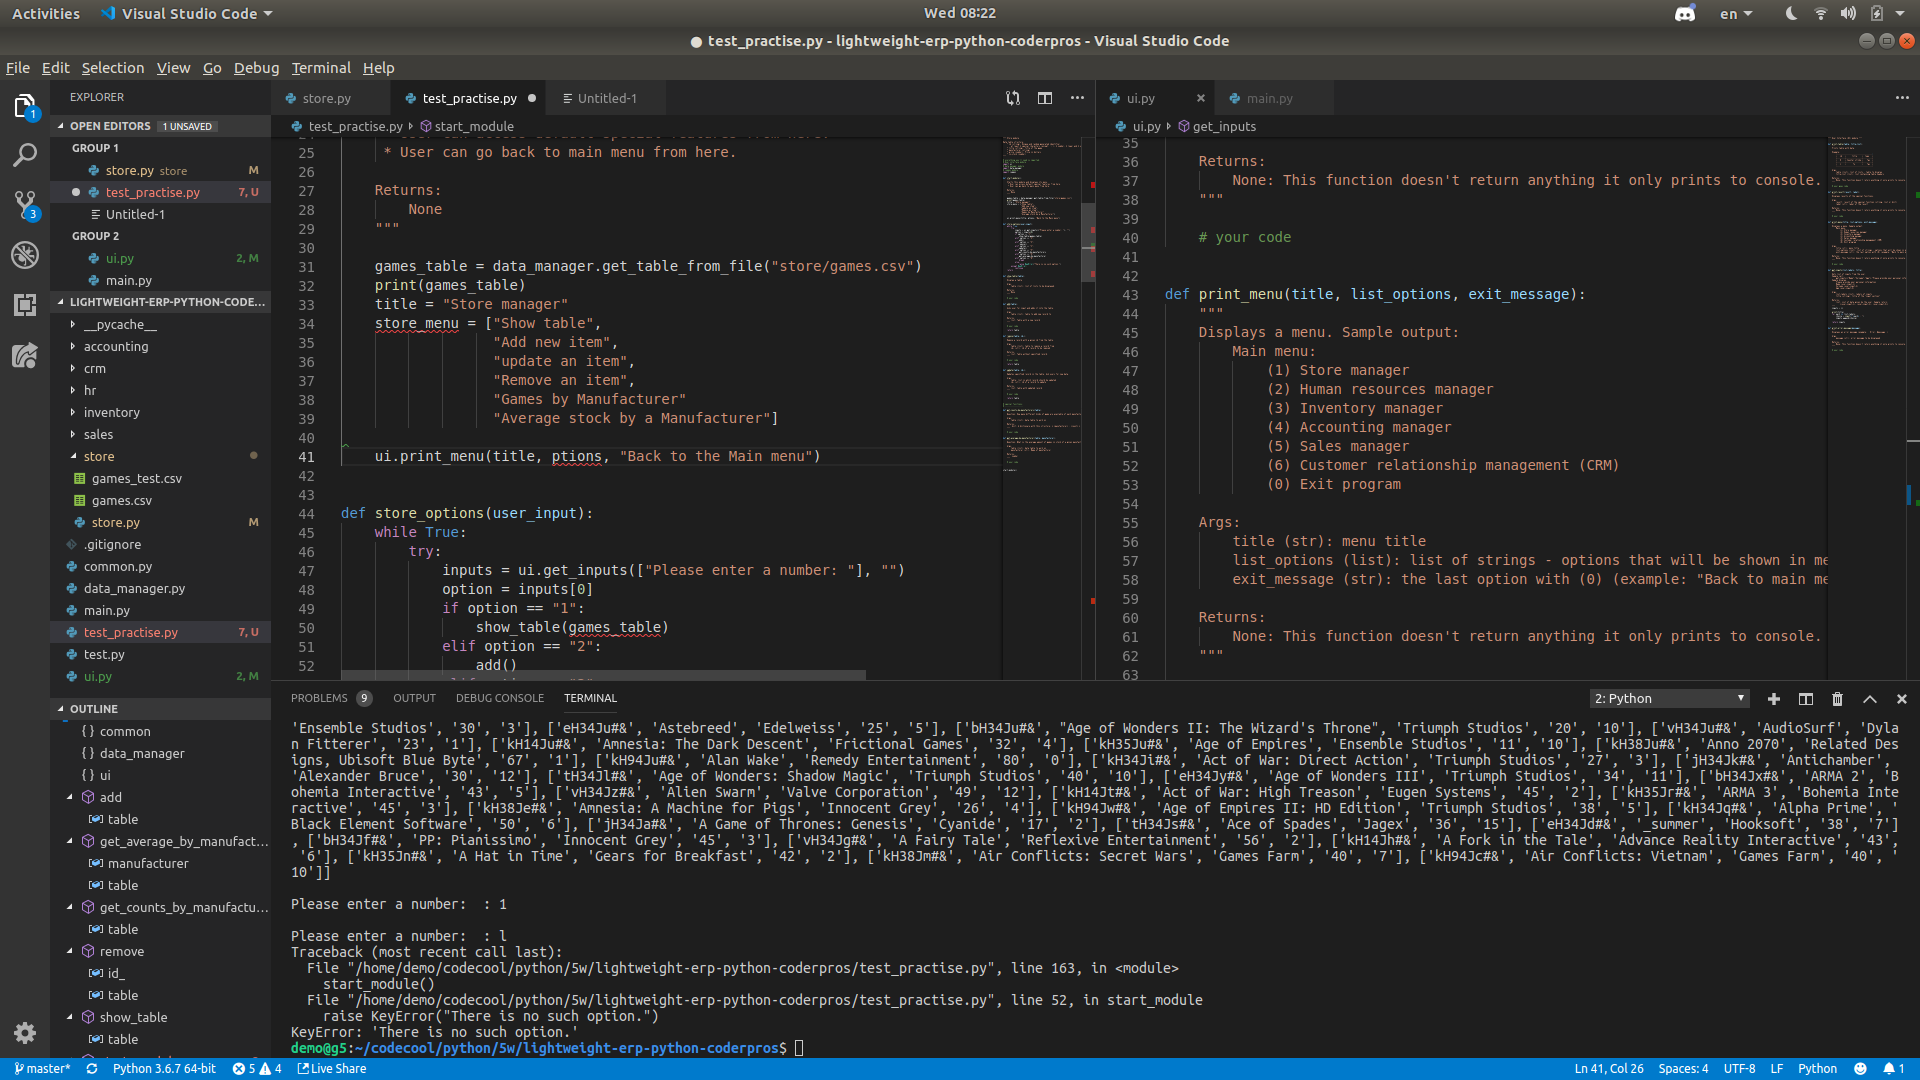 Activities Visual Studio Code Wed 08:22 en
● test_practise.py - lightweight-erp-python-coderpros - Visual Studio Code
File Edit Selection View Go Debug Terminal Help
EXPLORER
OPEN EDITORS 1 UNSAVED
GROUP 1
store.py store M
test_practise.py 7, U
Untitled-1
GROUP 2
ui.py 2, M
main.py
LIGHTWEIGHT-ERP-PYTHON-CODE...
__pycache__
accounting
crm
hr
inventory
sales
store
games_test.csv
games.csv
store.py M
.gitignore
common.py
data_manager.py
main.py
test_practise.py 7, U
test.py
ui.py 2, M
OUTLINE
{ } common
{ } data_manager
{ } ui
add
table
get_average_by_manufact...
manufacturer
table
get_counts_by_manufactu...
table
remove
id_
table
show_table
table
store.py test_practise.py Untitled-1
test_practise.py start_module
25 * User can go back to main menu from here.
26
27 Returns:
28 None
29 """
30
31 games_table = data_manager.get_table_from_file("store/games.csv")
32 print(games_table)
33 title = "Store manager"
34 store_menu = ["Show table",
35 "Add new item",
36 "update an item",
37 "Remove an item",
38 "Games by Manufacturer"
39 "Average stock by a Manufacturer"]
40
41 ui.print_menu(title, ptions, "Back to the Main menu")
42
43
44 def store_options(user_input):
45 while True:
46 try:
47 inputs = ui.get_inputs(["Please enter a number: "], "")
48 option = inputs[0]
49 if option == "1":
50 show_table(games_table)
51 elif option == "2":
52 add()
ui.py main.py
ui.py get_inputs
35
36 Returns:
37 None: This function doesn't return anything it only prints to console.
38 """
39
40 # your code
41
42
43 def print_menu(title, list_options, exit_message):
44 """
45 Displays a menu. Sample output:
46 Main menu:
47 (1) Store manager
48 (2) Human resources manager
49 (3) Inventory manager
50 (4) Accounting manager
51 (5) Sales manager
52 (6) Customer relationship management (CRM)
53 (0) Exit program
54
55 Args:
56 title (str): menu title
57 list_options (list): list of strings - options that will be shown in me
58 exit_message (str): the last option with (0) (example: "Back to main me
59
60 Returns:
61 None: This function doesn't return anything it only prints to console.
62 """
63
PROBLEMS 9 OUTPUT DEBUG CONSOLE TERMINAL 2: Python
'Ensemble Studios', '30', '3'], ['eH34Ju#&', 'Astebreed', 'Edelweiss', '25', '5'], ['bH34Ju#&', "Age of Wonders II: The Wizard's Throne", 'Triumph Studios', '20', '10'], ['vH34Ju#&', 'AudioSurf', 'Dyla
n Fitterer', '23', '1'], ['kH14Ju#&', 'Amnesia: The Dark Descent', 'Frictional Games', '32', '4'], ['kH35Ju#&', 'Age of Empires', 'Ensemble Studios', '11', '10'], ['kH38Ju#&', 'Anno 2070', 'Related Des
igns, Ubisoft Blue Byte', '67', '1'], ['kH94Ju#&', 'Alan Wake', 'Remedy Entertainment', '80', '0'], ['kH34Ji#&', 'Act of War: Direct Action', 'Triumph Studios', '27', '3'], ['jH34Jk#&', 'Antichamber',
'Alexander Bruce', '30', '12'], ['tH34Jl#&', 'Age of Wonders: Shadow Magic', 'Triumph Studios', '40', '10'], ['eH34Jy#&', 'Age of Wonders III', 'Triumph Studios', '34', '11'], ['bH34Jx#&', 'ARMA 2', 'B
ohemia Interactive', '43', '5'], ['vH34Jz#&', 'Alien Swarm', 'Valve Corporation', '49', '12'], ['kH14Jt#&', 'Act of War: High Treason', 'Eugen Systems', '45', '2'], ['kH35Jr#&', 'ARMA 3', 'Bohemia Inte
ractive', '45', '3'], ['kH38Je#&', 'Amnesia: A Machine for Pigs', 'Innocent Grey', '26', '4'], ['kH94Jw#&', 'Age of Empires II: HD Edition', 'Triumph Studios', '38', '5'], ['kH34Jq#&', 'Alpha Prime', '
Black Element Software', '50', '6'], ['jH34Ja#&', 'A Game of Thrones: Genesis', 'Cyanide', '17', '2'], ['tH34Js#&', 'Ace of Spades', 'Jagex', '36', '15'], ['eH34Jd#&', '_summer', 'Hooksoft', '38', '7']
, ['bH34Jf#&', 'PP: Pianissimo', 'Innocent Grey', '45', '3'], ['vH34Jg#&', 'A Fairy Tale', 'Reflexive Entertainment', '56', '2'], ['kH14Jh#&', 'A Fork in the Tale', 'Advance Reality Interactive', '43',
'6'], ['kH35Jn#&', 'A Hat in Time', 'Gears for Breakfast', '42', '2'], ['kH38Jm#&', 'Air Conflicts: Secret Wars', 'Games Farm', '40', '7'], ['kH94Jc#&', 'Air Conflicts: Vietnam', 'Games Farm', '40', '
10']]
Please enter a number:  : 1
Please enter a number:  : l
Traceback (most recent call last):
File "/home/demo/codecool/python/5w/lightweight-erp-python-coderpros/test_practise.py", line 163, in <module>
start_module()
File "/home/demo/codecool/python/5w/lightweight-erp-python-coderpros/test_practise.py", line 52, in start_module
raise KeyError("There is no such option.")
KeyError: 'There is no such option.'
demo@g5:~/codecool/python/5w/lightweight-erp-python-coderpros$
master* Python 3.6.7 64-bit 5 4 Live Share Ln 41, Col 26 Spaces: 4 UTF-8 LF Python 1